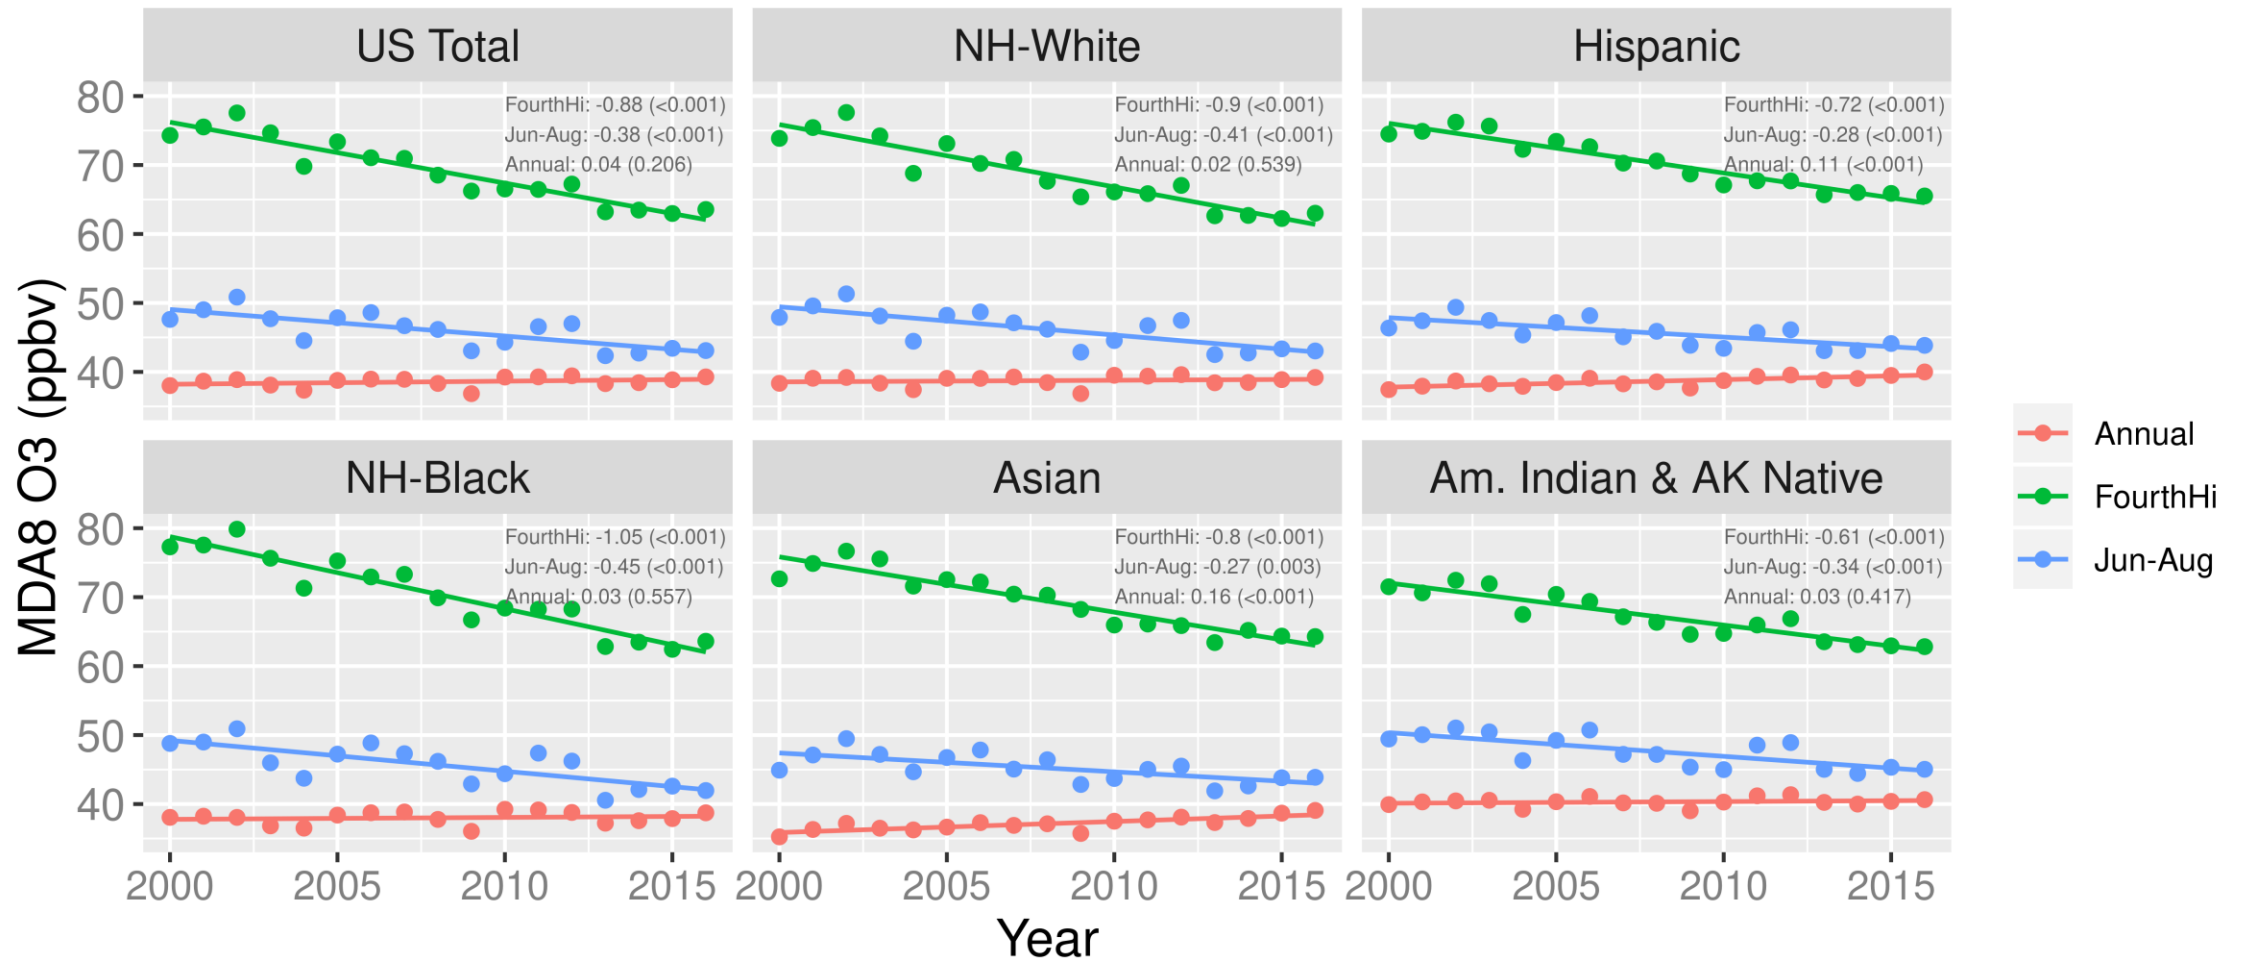 US Total
NH-White
Hispanic
80
70
60
50
40
FourthHi: -0.88 (<0.001)
Jun-Aug: -0.38 (<0.001)
Annual: 0.04 (0.206)
FourthHi: -0.9 (<0.001)
Jun-Aug: -0.41 (<0.001)
Annual: 0.02 (0.539)
FourthHi: -0.72 (<0.001)
Jun-Aug: -0.28 (<0.001)
Annual: 0.11 (<0.001)
MDA8 O3 (ppbv)
NH-Black
Asian
Am. Indian & AK Native
80
70
60
50
40
FourthHi: -1.05 (<0.001)
Jun-Aug: -0.45 (<0.001)
Annual: 0.03 (0.557)
FourthHi: -0.8 (<0.001)
Jun-Aug: -0.27 (0.003)
Annual: 0.16 (<0.001)
FourthHi: -0.61 (<0.001)
Jun-Aug: -0.34 (<0.001)
Annual: 0.03 (0.417)
2000 2005 2010 2015
2000 2005 2010 2015
2000 2005 2010 2015
Year
Annual
FourthHi
Jun-Aug